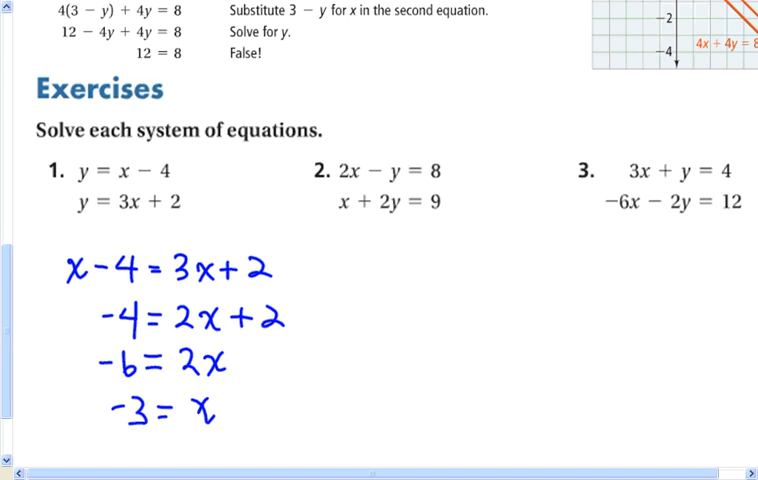 4(3 − y) + 4y = 8 Substitute 3 − y for x in the second equation.
12 − 4y + 4y = 8 Solve for y.
12 = 8 False!
−2
−4
4x + 4y = 8
Exercises
Solve each system of equations.
1. y = x − 4 2. 2x − y = 8 3. 3x + y = 4
y = 3x + 2 x + 2y = 9 −6x − 2y = 12
x - 4 = 3x + 2
-4 = 2x + 2
-6 = 2x
-3 = x